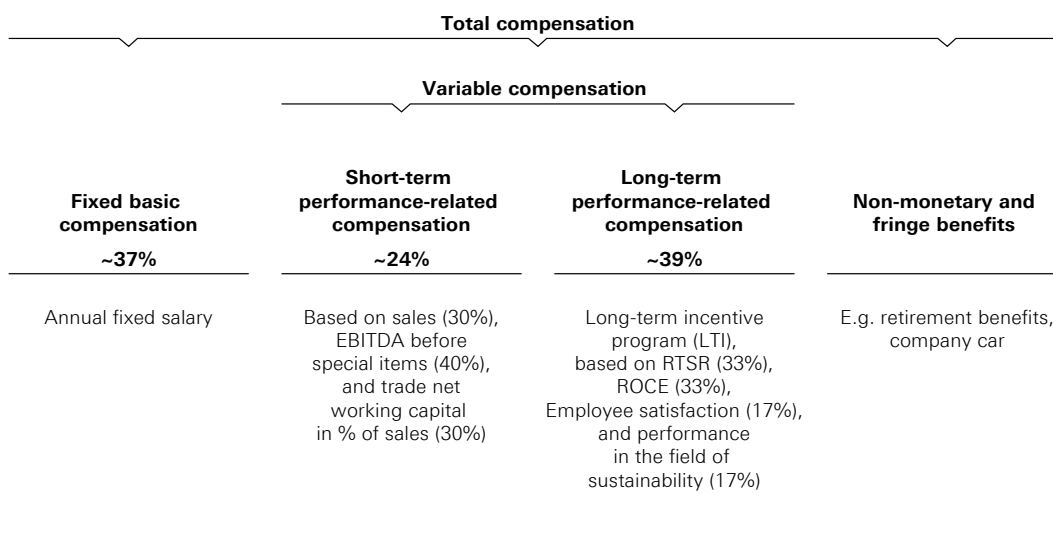 Total compensation
Variable compensation
Fixed basic
compensation
~37%
Annual fixed salary
Short-term
performance-related
compensation
~24%
Based on sales (30%),
EBITDA before
special items (40%),
and trade net
working capital
in % of sales (30%)
Long-term
performance-related
compensation
~39%
Long-term incentive
program (LTI),
based on RTSR (33%),
ROCE (33%),
Employee satisfaction (17%),
and performance
in the field of
sustainability (17%)
Non-monetary and
fringe benefits
E.g. retirement benefits,
company car